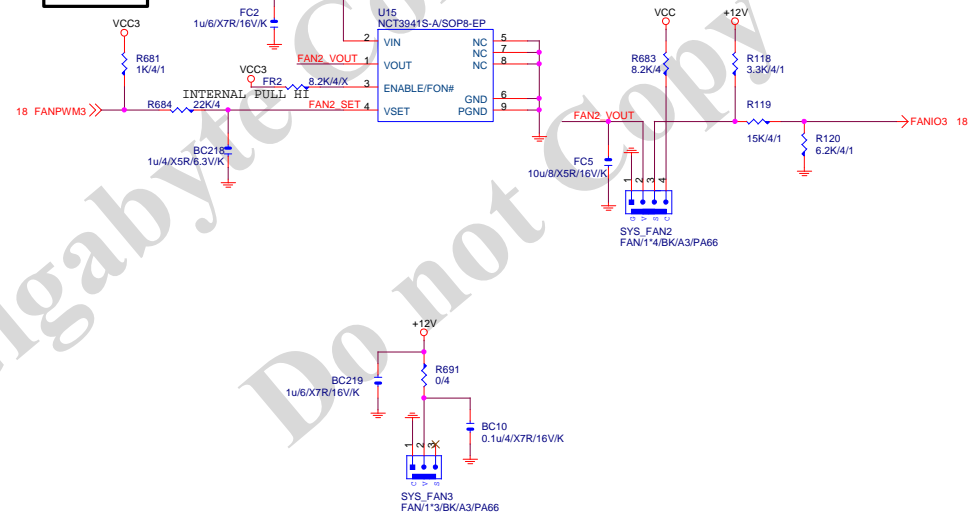 FC2
1u/6/X7R/16V/K
U15
NCT3941S-A/SOP8-EP
VCC3
R681
1K/4/1
2
VIN
NC
5
NC
7
FAN2_VOUT
1
VOUT
NC
8
VCC3
FR2
8.2K/4/X
3
ENABLE/FON#
INTERNAL PULL HI
GND
6
18 FANPWM3
R684
22K/4
FAN2_SET
4
VSET
PGND
9
BC218
1u/4/X5R/6.3V/K
VCC
+12V
R683
8.2K/4
R118
3.3K/4/1
R119
15K/4/1
FANIO3 18
R120
6.2K/4/1
FAN2_VOUT
FC5
10u/8/X5R/16V/K
1 2 3 4
G V S C
SYS_FAN2
FAN/1*4/BK/A3/PA66
+12V
BC219
1u/6/X7R/16V/K
R691
0/4
BC10
0.1u/4/X7R/16V/K
1 2 3
C V S
SYS_FAN3
FAN/1*3/BK/A3/PA66
Do not Copy